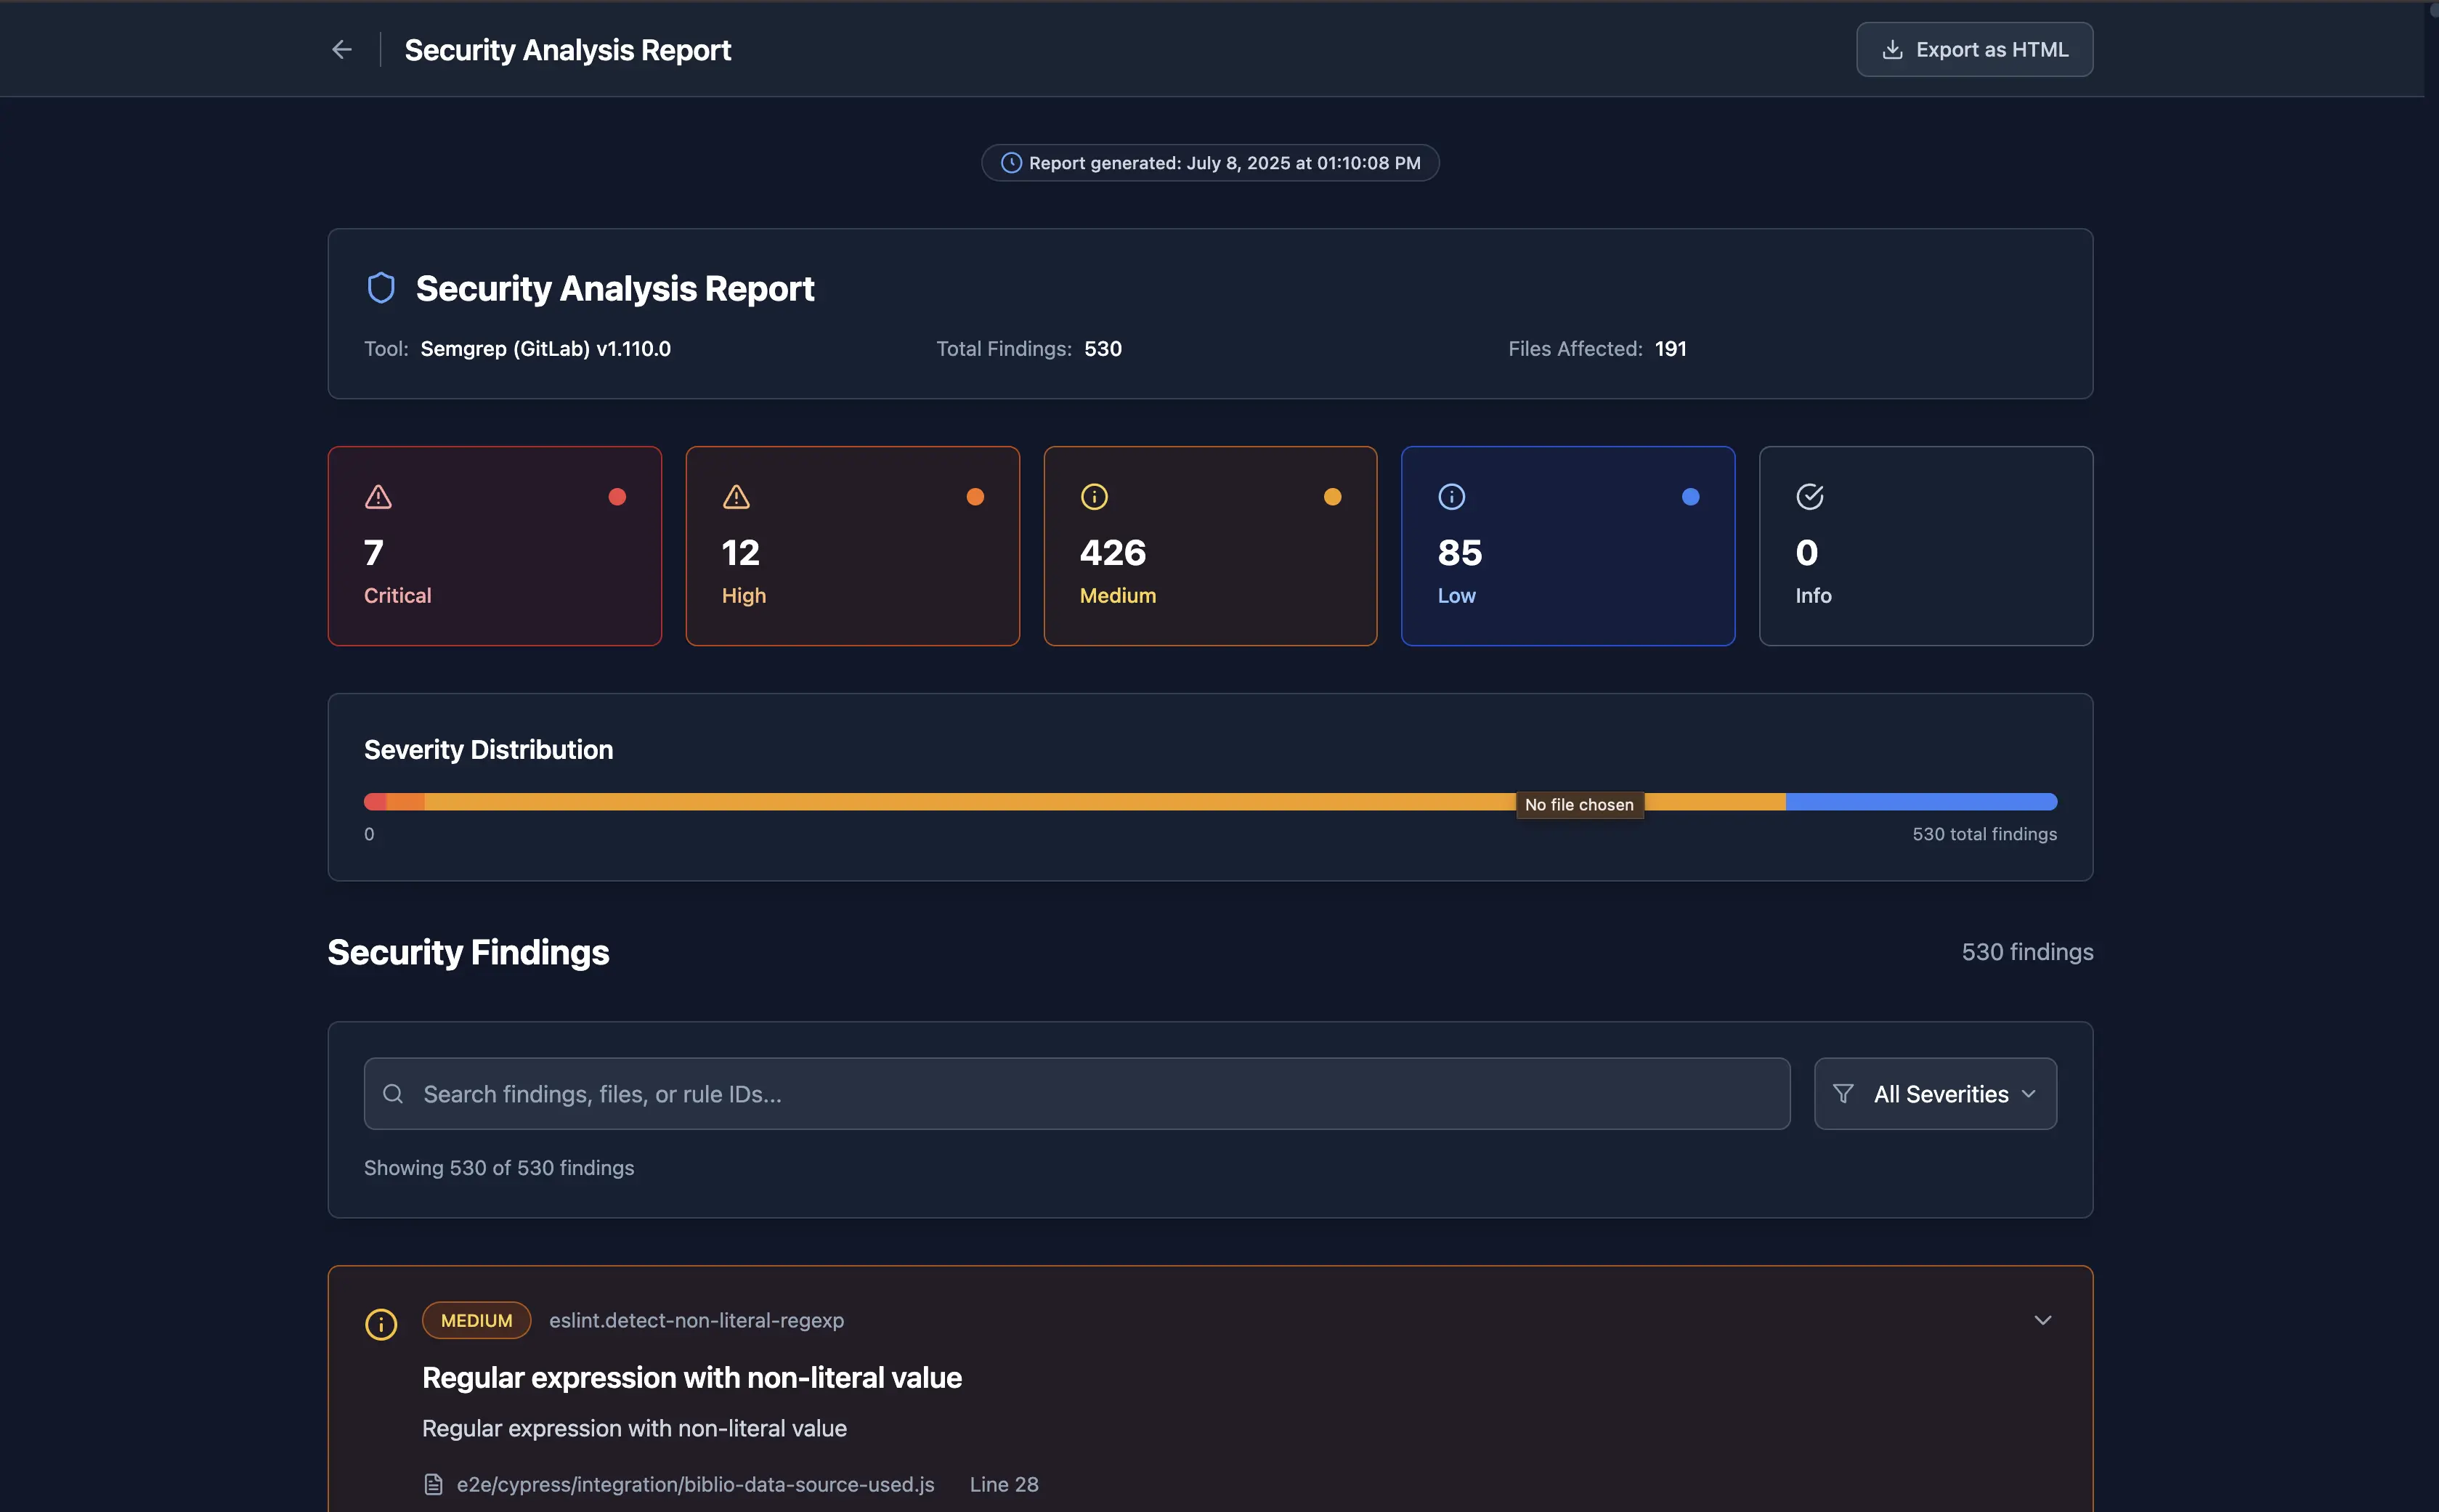 Security Analysis Report
Export as HTML
Report generated: July 8, 2025 at 01:10:08 PM
Security Analysis Report
Tool: Semgrep (GitLab) v1.110.0
Total Findings: 530
Files Affected: 191
7
Critical
12
High
426
Medium
85
Low
0
Info
Severity Distribution
No file chosen
0
530 total findings
Security Findings
530 findings
Search findings, files, or rule IDs...
All Severities
Showing 530 of 530 findings
MEDIUM
eslint.detect-non-literal-regexp
Regular expression with non-literal value
Regular expression with non-literal value
e2e/cypress/integration/biblio-data-source-used.js
Line 28